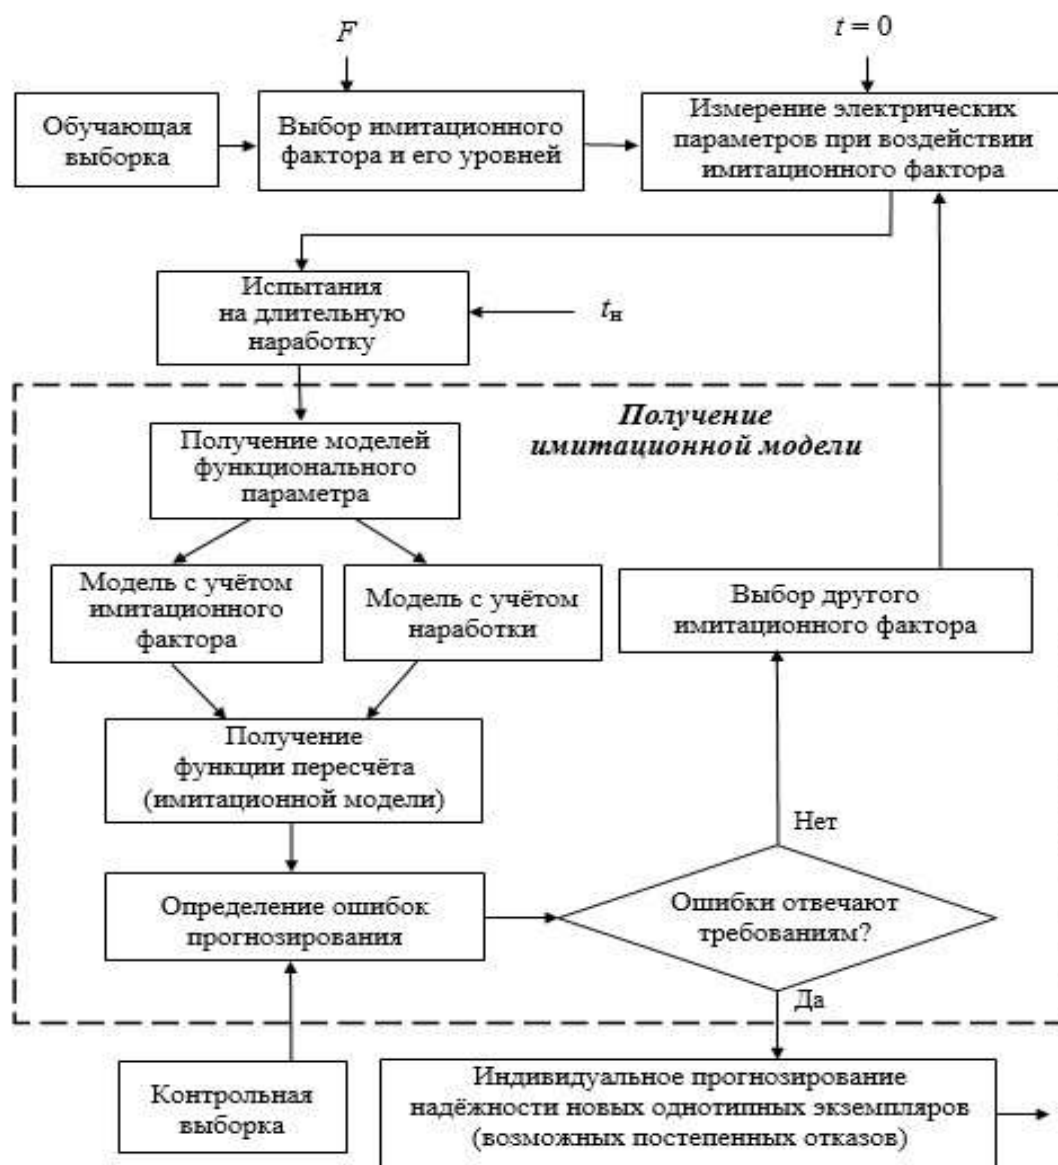 F
t = 0
Обучающая
выборка
Выбор имитационного
фактора и его уровней
Измерение электрических
параметров при воздействии
имитационного фактора
Испытания
на длительную
наработку
tн
Получение
имитационной модели
Получение моделей
функционального
параметра
Модель с учётом
имитационного
фактора
Модель с учётом
наработки
Выбор другого
имитационного фактора
Получение
функции пересчёта
(имитационной модели)
Нет
Определение ошибок
прогнозирования
Ошибки отвечают
требованиям?
Да
Контрольная
выборка
Индивидуальное прогнозирование
надёжности новых однотипных экземпляров
(возможных постепенных отказов)